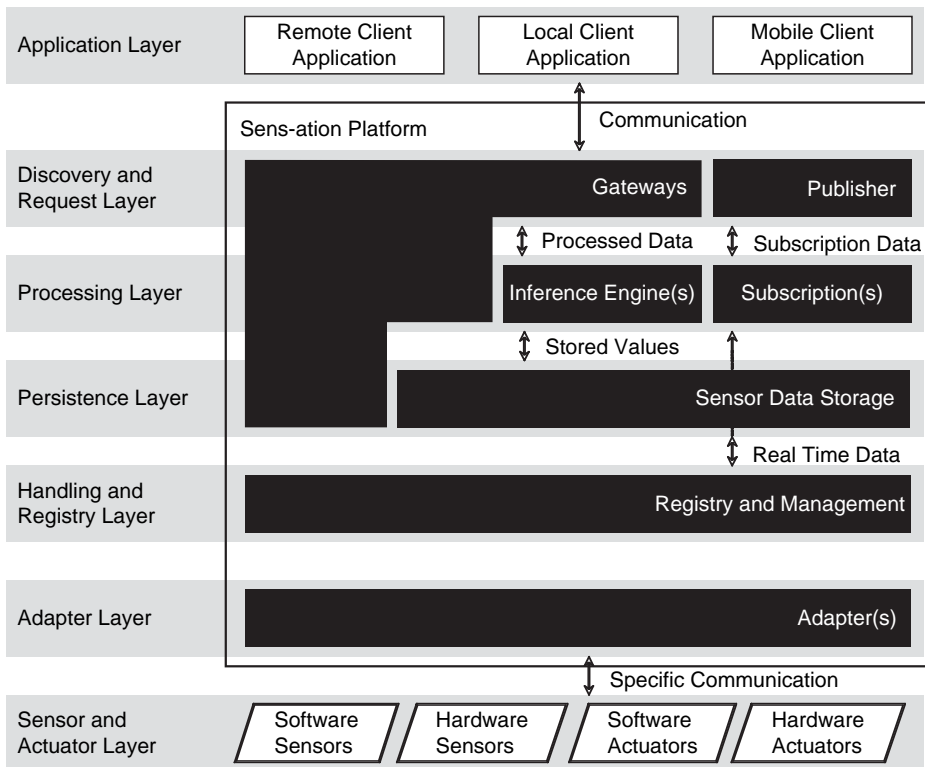 Application Layer
Remote Client
Application
Local Client
Application
Mobile Client
Application
Sens-ation Platform
Communication
Discovery and
Request Layer
Gateways
Publisher
Processed Data
Subscription Data
Processing Layer
Inference Engine(s)
Subscription(s)
Stored Values
Persistence Layer
Sensor Data Storage
Real Time Data
Handling and
Registry Layer
Registry and Management
Adapter Layer
Adapter(s)
Specific Communication
Sensor and
Actuator Layer
Software
Sensors
Hardware
Sensors
Software
Actuators
Hardware
Actuators